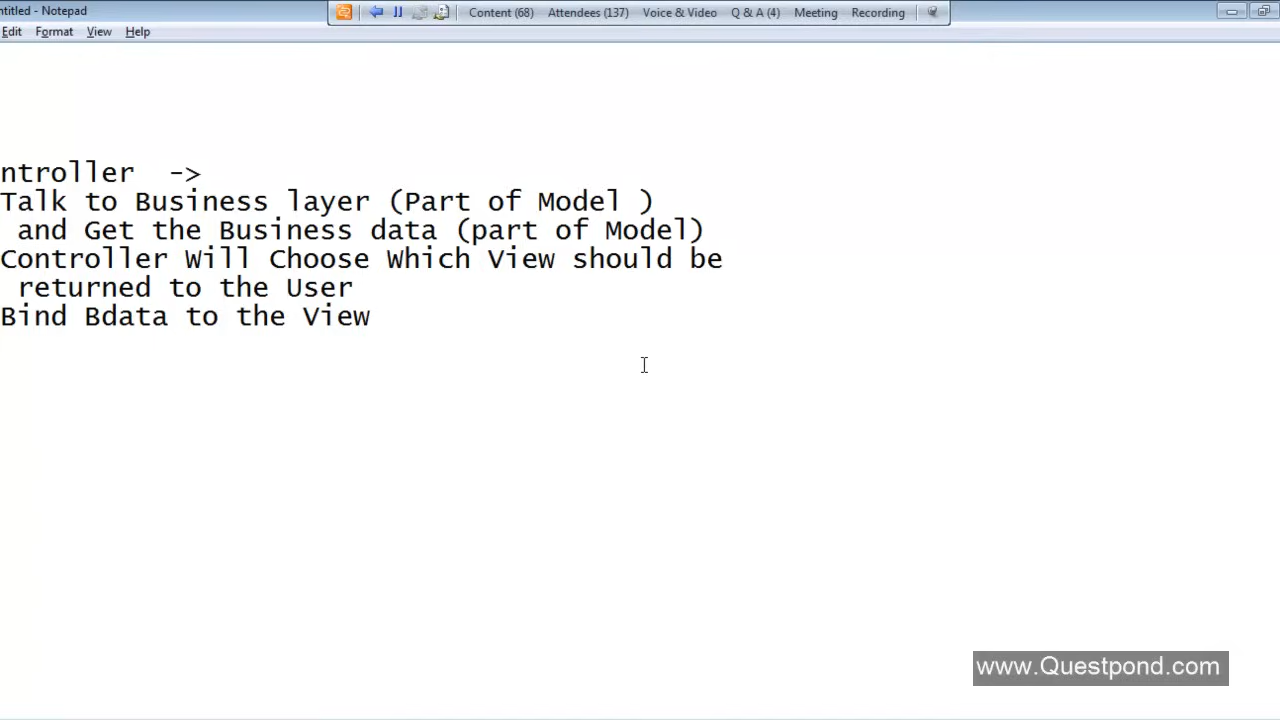 ntitled - Notepad
Content (68) Attendees (137) Voice & Video Q & A (4) Meeting Recording
Edit Format View Help
ntroller ->
Talk to Business layer (Part of Model )
and Get the Business data (part of Model)
Controller Will Choose Which View should be
returned to the User
Bind Bdata to the View
www.Questpond.com